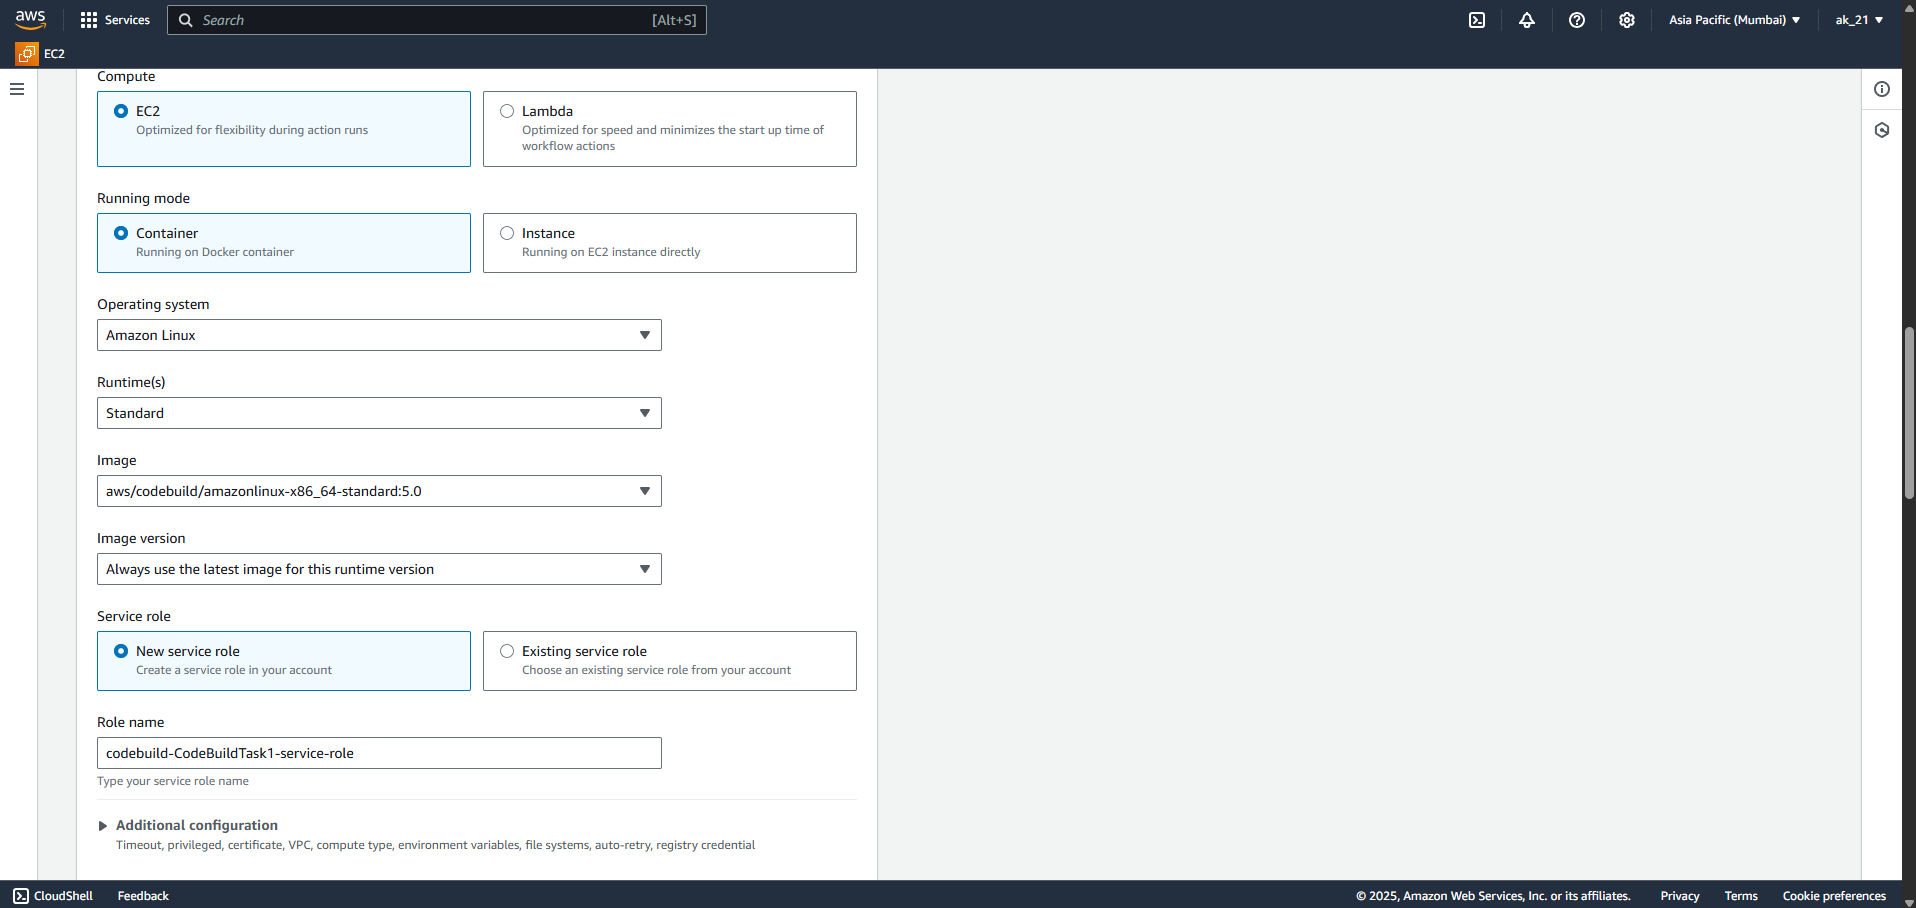 aws
Services
Search
[Alt+S]
Asia Pacific (Mumbai)
ak_21
EC2
Compute
EC2
Optimized for flexibility during action runs
Lambda
Optimized for speed and minimizes the start up time of
workflow actions
Running mode
Container
Running on Docker container
Instance
Running on EC2 instance directly
Operating system
Amazon Linux
Runtime(s)
Standard
Image
aws/codebuild/amazonlinux-x86_64-standard:5.0
Image version
Always use the latest image for this runtime version
Service role
New service role
Create a service role in your account
Existing service role
Choose an existing service role from your account
Role name
codebuild-CodeBuildTask1-service-role
Type your service role name
Additional configuration
Timeout, privileged, certificate, VPC, compute type, environment variables, file systems, auto-retry, registry credential
CloudShell
Feedback
© 2025, Amazon Web Services, Inc. or its affiliates.
Privacy
Terms
Cookie preferences